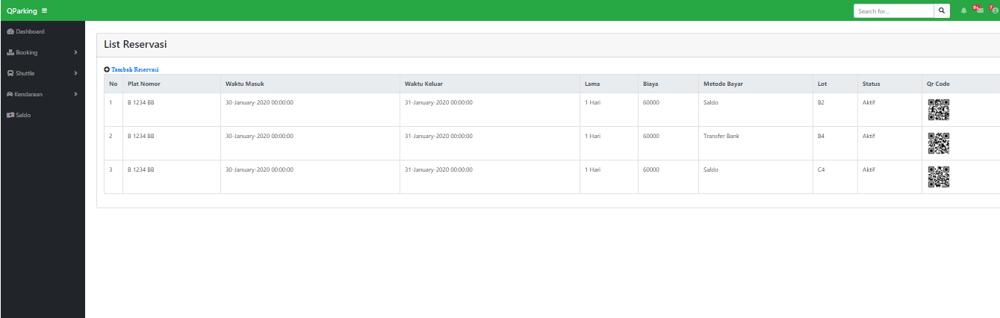 QParking
Search for...
9+
7
Dashboard
Booking
Shuttle
Kendaraan
Saldo
List Reservasi
Tambah Reservasi
No Plat Nomor Waktu Masuk Waktu Keluar Lama Biaya Metode Bayar Lot Status Qr Code
1 B 1234 BB 30-January-2020 00:00:00 31-January-2020 00:00:00 1 Hari 60000 Saldo B2 Aktif
2 B 1234 BB 30-January-2020 00:00:00 31-January-2020 00:00:00 1 Hari 60000 Transfer Bank B4 Aktif
3 B 1234 BB 30-January-2020 00:00:00 31-January-2020 00:00:00 1 Hari 60000 Saldo C4 Aktif